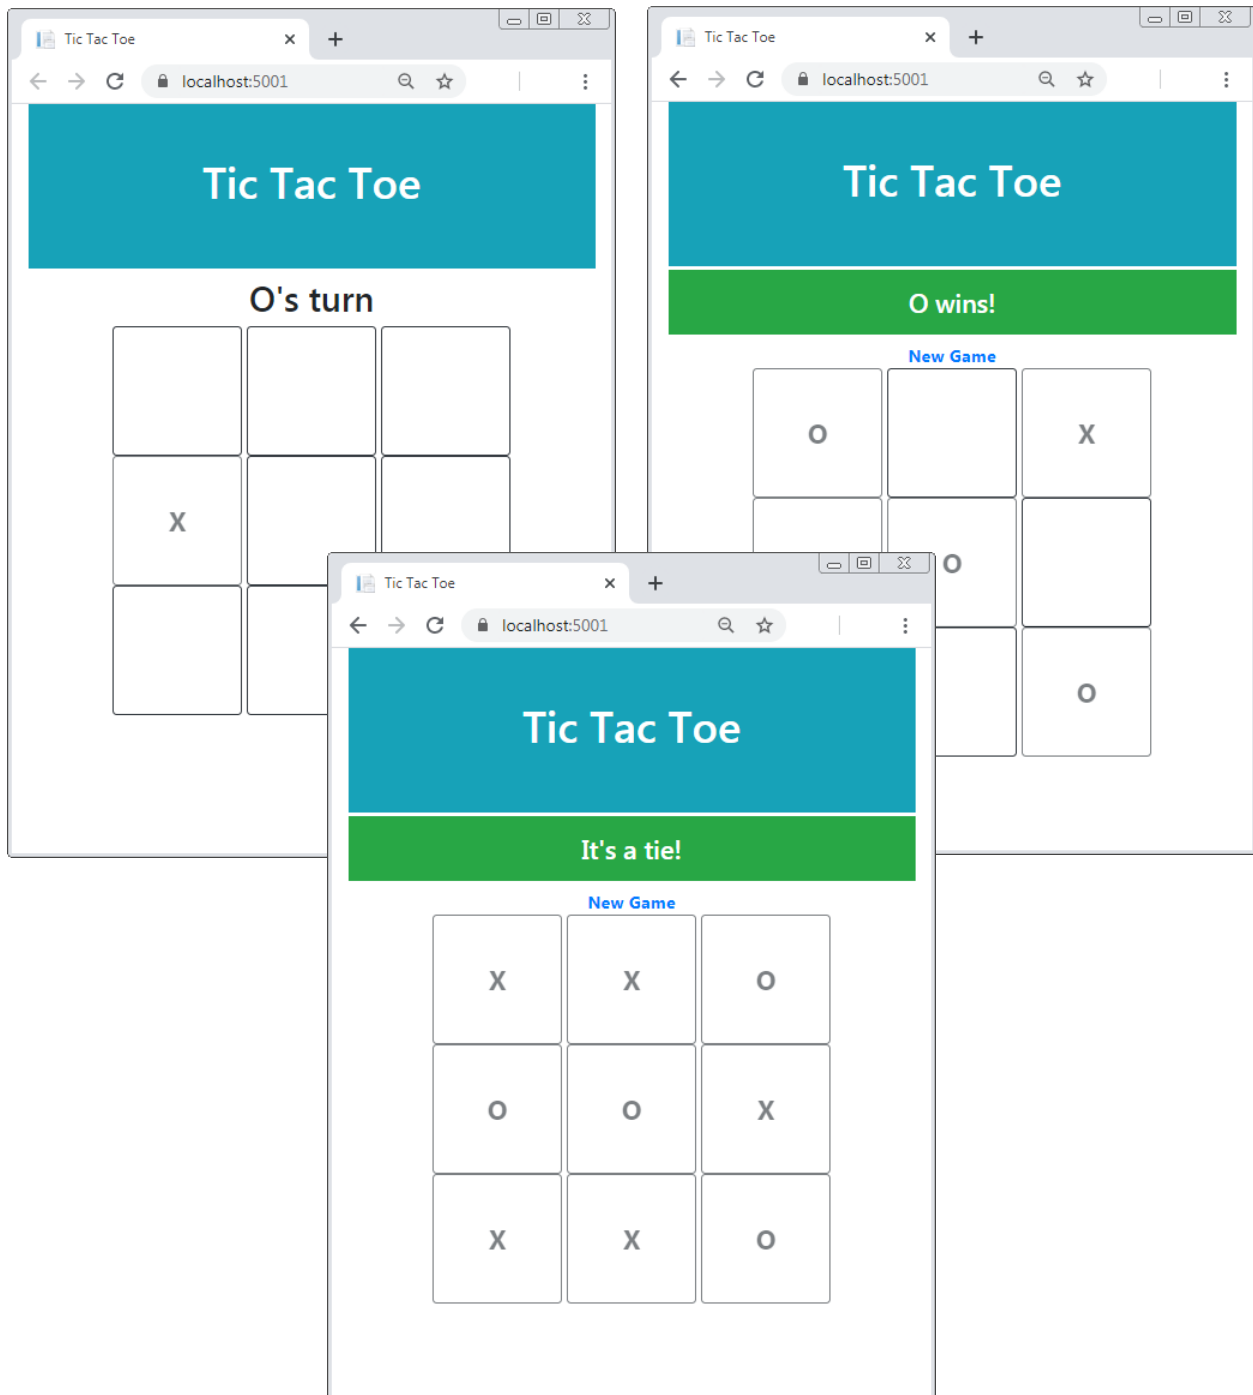 Tic Tac Toe
localhost:5001
Tic Tac Toe
O's turn
X
Tic Tac Toe
localhost:5001
Tic Tac Toe
O wins!
New Game
O X
O
O
Tic Tac Toe
localhost:5001
Tic Tac Toe
It's a tie!
New Game
X X O
O O X
X X O